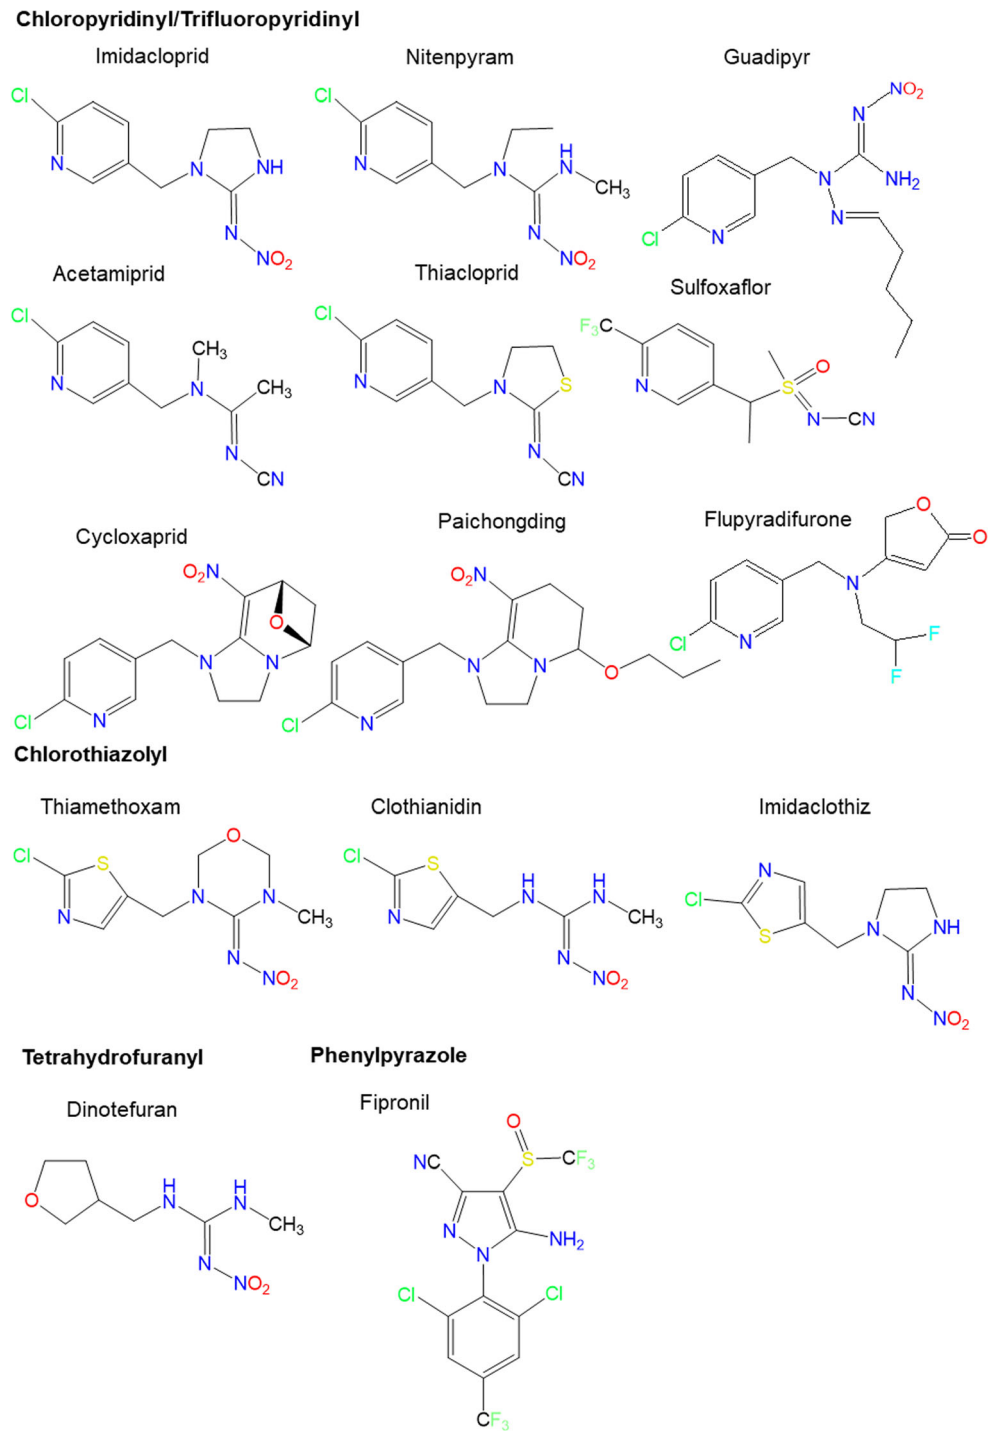 Chloropyridinyl/Trifluoropyridinyl
Imidacloprid
Nitenpyram
Guadipyr
Cl
N
N
NH
N
NO2
Cl
N
N
H
N
CH3
N
NO2
NO2
N
N
NH2
N
N
Cl
Acetamiprid
Thiacloprid
Sulfoxaflor
Cl
N
CH3
N
CH3
N
CN
Cl
N
N
S
N
CN
F3C
N
S
O
N
CN
Cycloxaprid
Paichongding
Flupyradifurone
O2N
O
N
N
N
Cl
O2N
N
N
O
N
Cl
O
O
N
N
Cl
F
F
Chlorothiazolyl
Thiamethoxam
Clothianidin
Imidaclothiz
Cl
S
N
O
N
N
CH3
N
NO2
Cl
S
N
H
N
H
N
CH3
N
NO2
N
Cl
S
N
NH
N
NO2
Tetrahydrofuranyl
Phenylpyrazole
Dinotefuran
Fipronil
O
H
N
H
N
CH3
N
NO2
O
NC
S
CF3
N
N
NH2
Cl
Cl
CF3